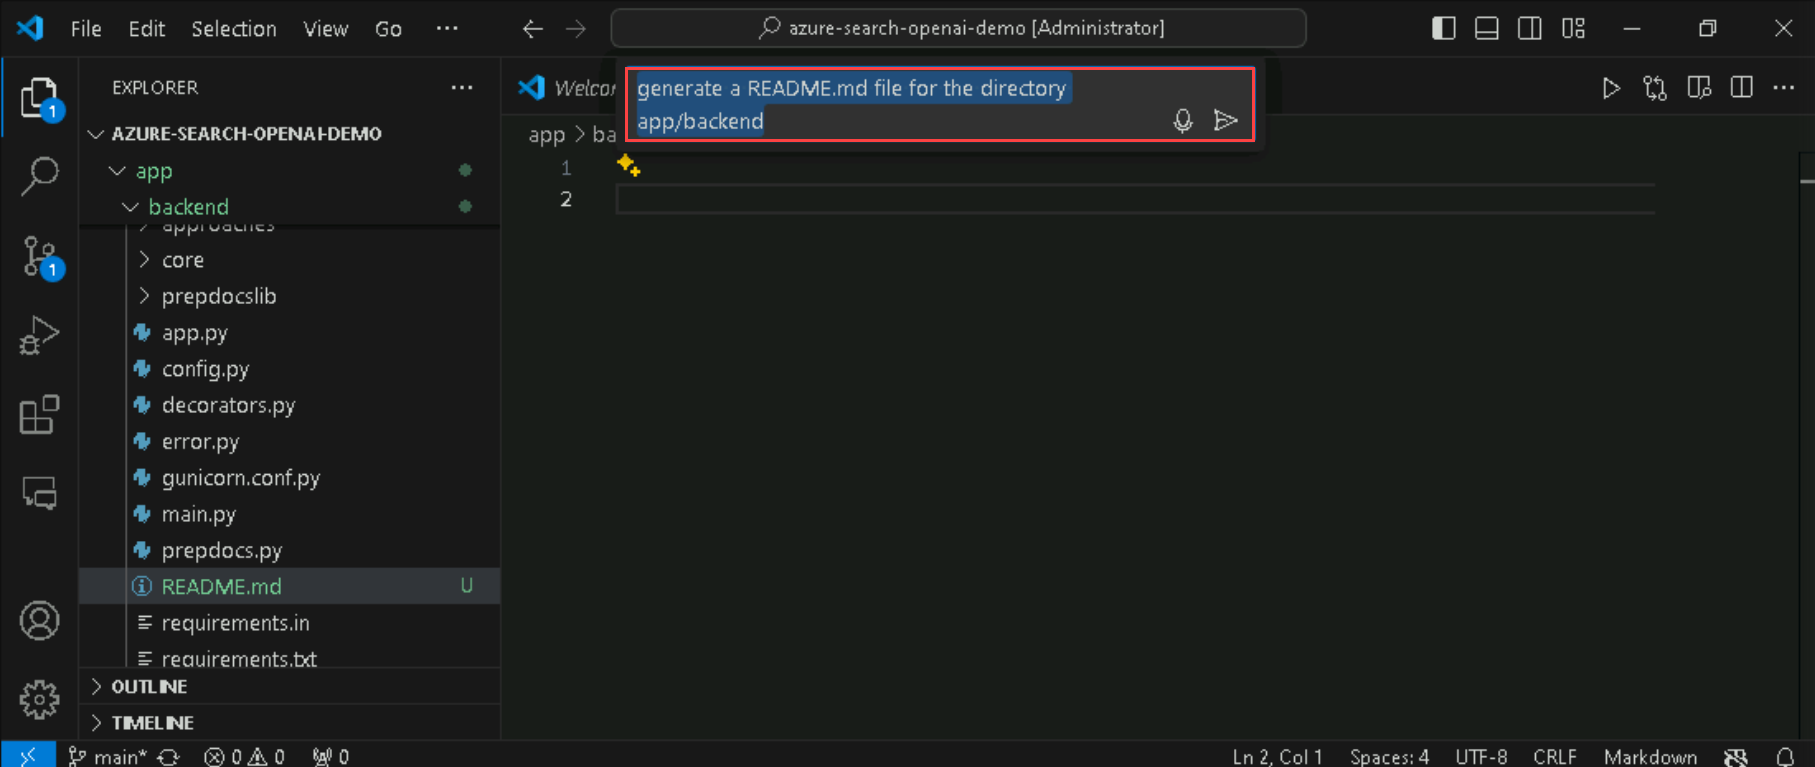 File Edit Selection View Go ··· azure-search-openai-demo [Administrator]
EXPLORER ···
Welcor
generate a README.md file for the directory
app/backend
AZURE-SEARCH-OPENAI-DEMO
app > ba
app
1
backend
2
approaches
core
prepdocslib
app.py
config.py
decorators.py
error.py
gunicorn.conf.py
main.py
prepdocs.py
README.md U
requirements.in
requirements.txt
OUTLINE
TIMELINE
1
1
main* 0 0 0 Ln 2, Col 1 Spaces: 4 UTF-8 CRLF Markdown